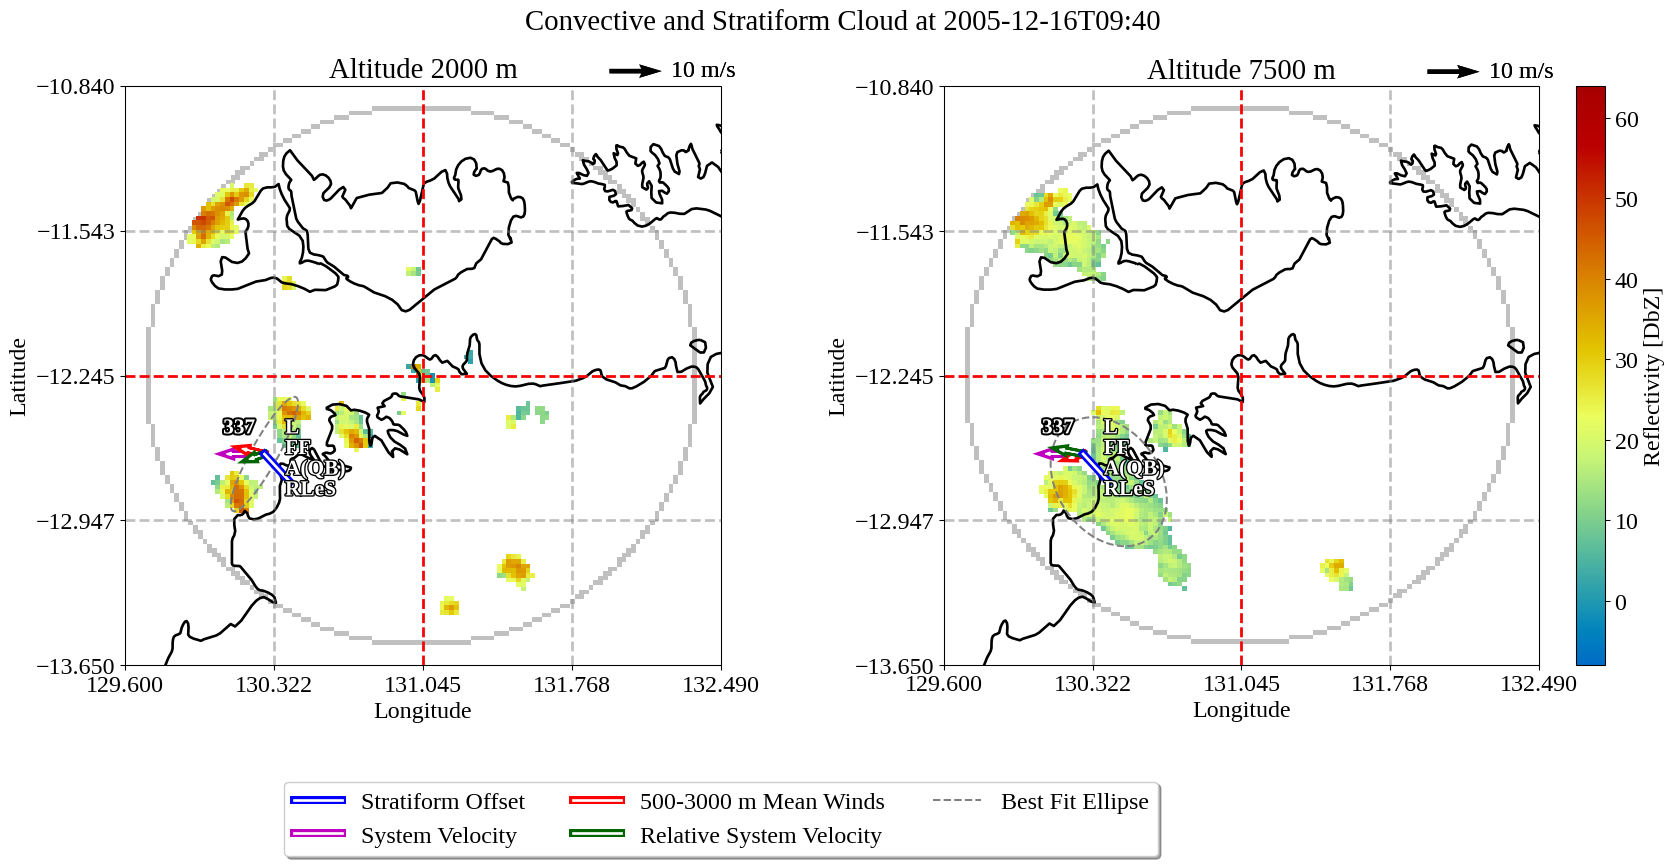 Convective and Stratiform Cloud at 2005-12-16T09:40
Altitude 2000 m
10 m/s
−10.840
−11.543
−12.245
−12.947
−13.650
Latitude
337
L
FF
A(QB)
RLeS
129.600
130.322
131.045
131.768
132.490
Longitude
Altitude 7500 m
10 m/s
−10.840
−11.543
−12.245
−12.947
−13.650
Latitude
337
L
FF
A(QB)
RLeS
129.600
130.322
131.045
131.768
132.490
Longitude
60
50
40
30
20
10
0
Reflectivity [DbZ]
Stratiform Offset
System Velocity
500-3000 m Mean Winds
Relative System Velocity
Best Fit Ellipse